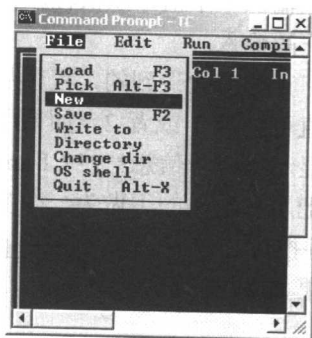 Command Prompt - TC
File Edit Run Compi
Load F3
Pick Alt-F3
New
Save F2
Write to
Directory
Change dir
OS shell
Quit Alt-X
Col 1 In